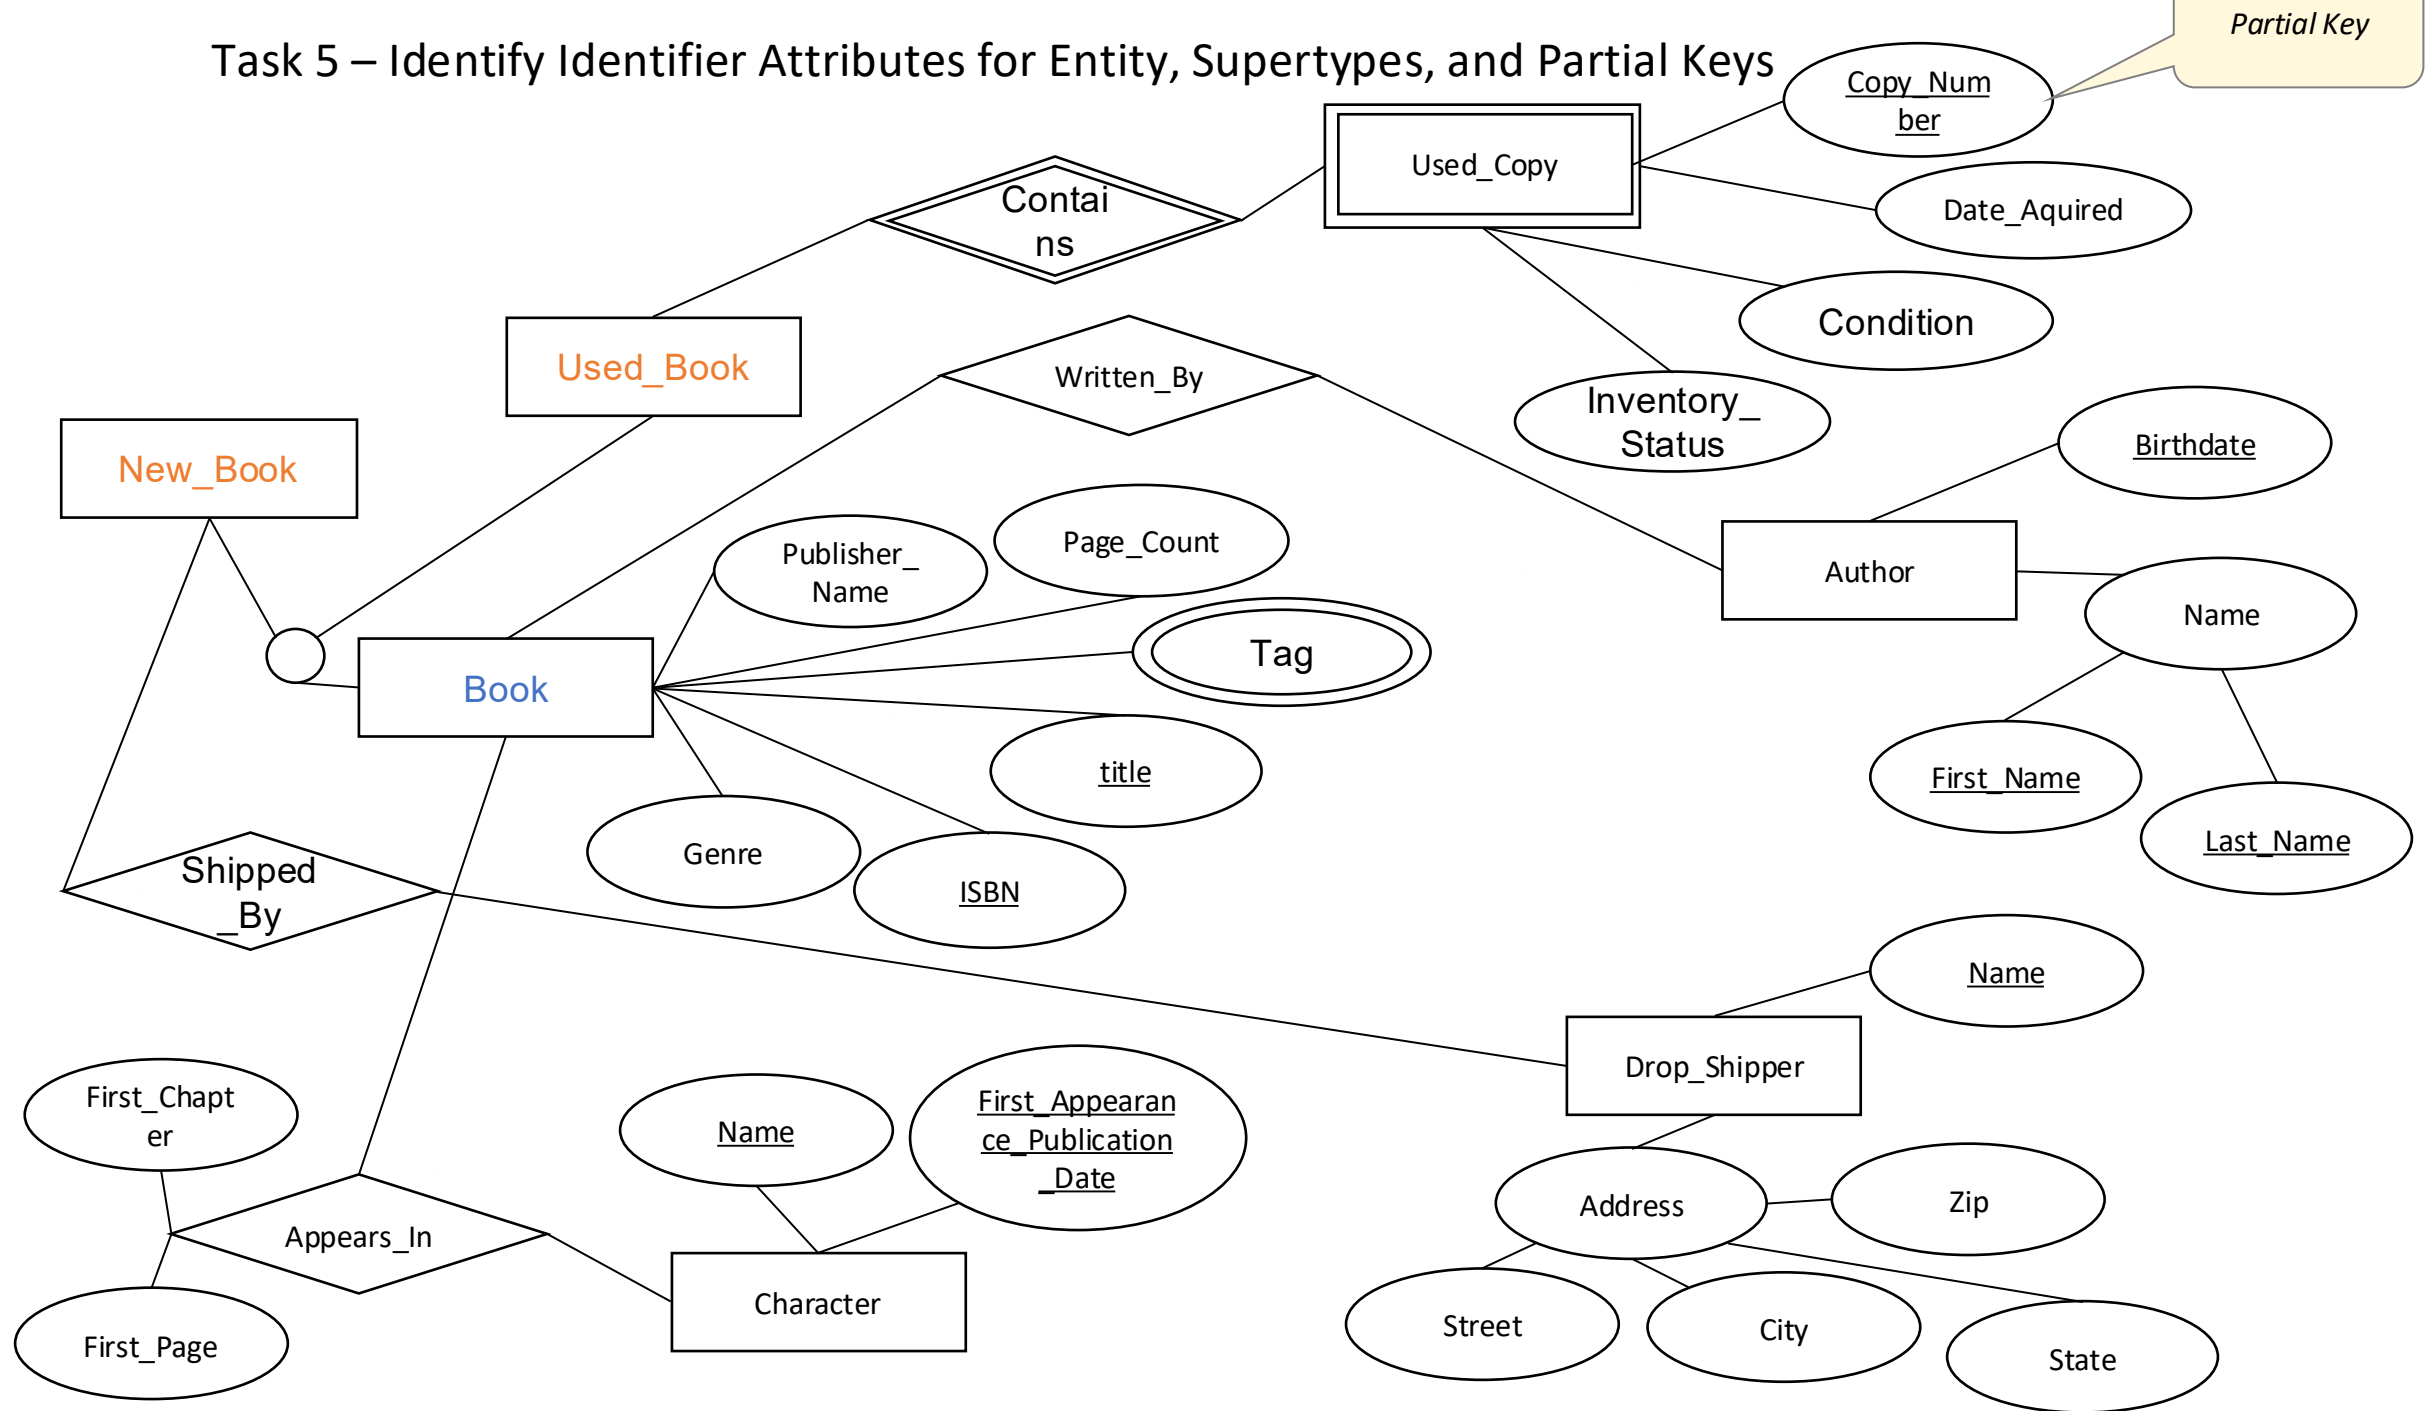 Partial Key
Task 5 – Identify Identifier Attributes for Entity, Supertypes, and Partial Keys
Copy_Num
ber
Used_Copy
Contai
ns
Date_Aquired
Condition
Used_Book
Written_By
Inventory_
Status
Birthdate
New_Book
Publisher_
Name
Page_Count
Author
Name
Tag
Book
title
First_Name
Last_Name
Genre
ISBN
Shipped
_By
Name
Drop_Shipper
First_Chapt
er
Name
First_Appearan
ce_Publication
_Date
Address
Zip
Appears_In
Character
Street
City
State
First_Page